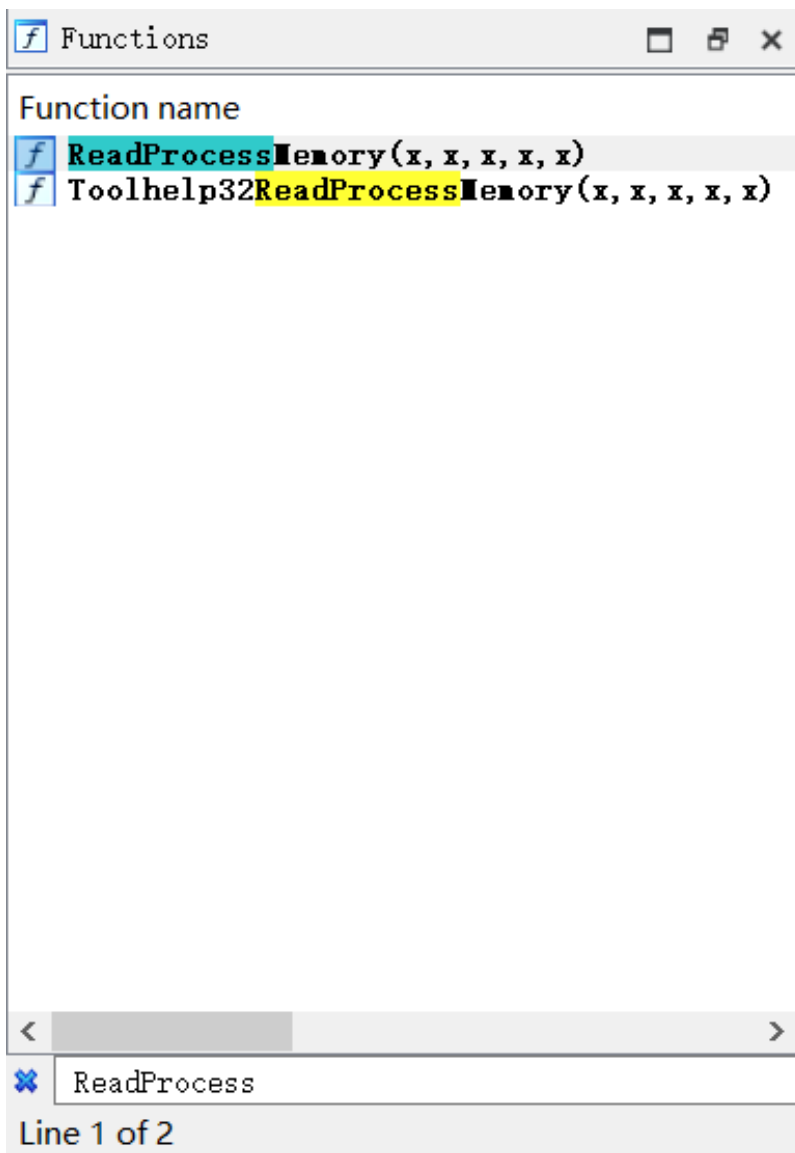 Functions
Function name
ReadProcessMemory(x, x, x, x, x)
Toolhelp32ReadProcessMemory(x, x, x, x, x)
ReadProcess
Line 1 of 2